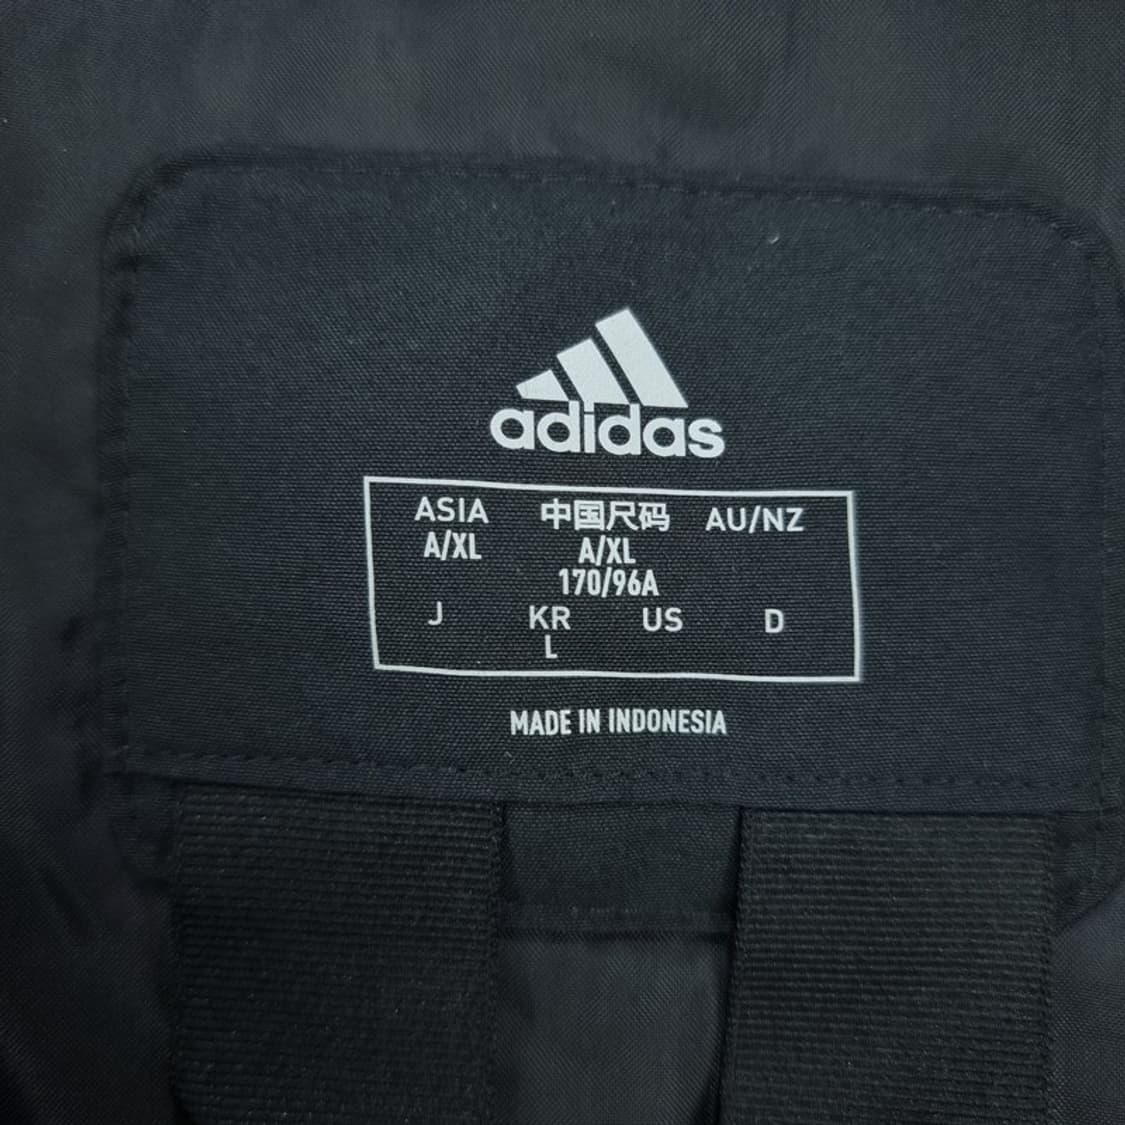 adidas
ASIA 中国尺码 AU/NZ
A/XL A/XL
170/96A
J KR US D
L
MADE IN INDONESIA